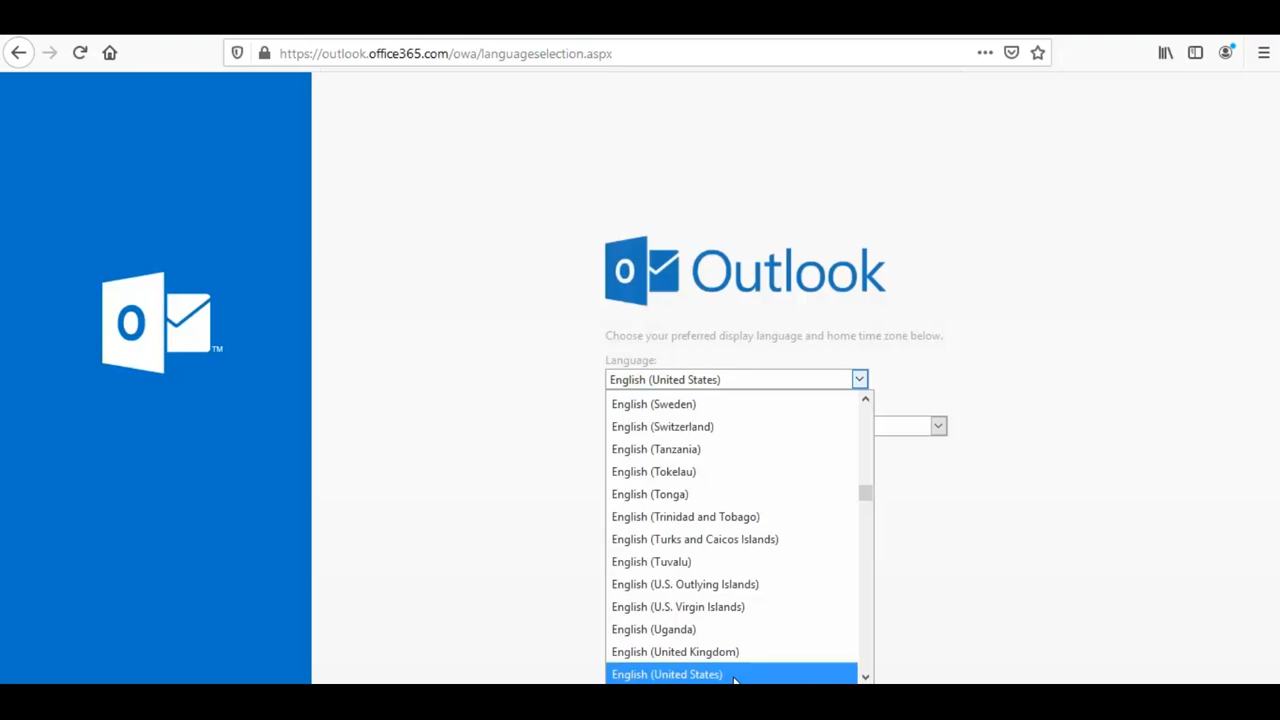 https://outlook.office365.com/owa/languageselection.aspx
O
TM
O Outlook
Choose your preferred display language and home time zone below.
Language:
English (United States)
English (Sweden)
English (Switzerland)
English (Tanzania)
English (Tokelau)
English (Tonga)
English (Trinidad and Tobago)
English (Turks and Caicos Islands)
English (Tuvalu)
English (U.S. Outlying Islands)
English (U.S. Virgin Islands)
English (Uganda)
English (United Kingdom)
English (United States)